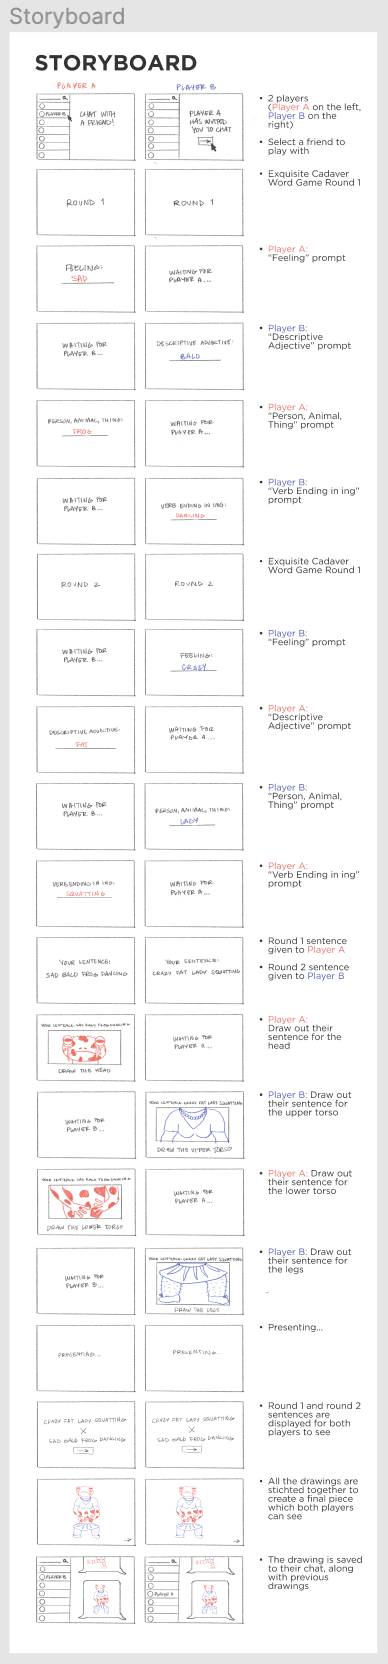 Storyboard
STORYBOARD
PLAYER A
PLAYER B
PLAYER B
CHAT WITH
A FRIEND!
PLAYER A
HAS INVITED
YOU TO CHAT
• 2 players
(Player A on the left,
Player B on the
right)
• Select a friend to
play with
ROUND 1
ROUND 1
• Exquisite Cadaver
Word Game Round 1
FEELING:
SAD
WAITING FOR
PLAYER A...
• Player A:
"Feeling" prompt
WAITING FOR
PLAYER B...
DESCRIPTIVE ADJECTIVE:
BALD
• Player B:
"Descriptive
Adjective" prompt
PERSON, ANIMAL, THING:
FROG
WAITING FOR
PLAYER A...
• Player A:
"Person, Animal,
Thing" prompt
WAITING FOR
PLAYER B...
VERB ENDING IN ING:
DANCING
• Player B:
"Verb Ending in ing"
prompt
ROUND 2
ROUND 2
• Exquisite Cadaver
Word Game Round 1
WAITING FOR
PLAYER B...
FEELING:
CRAZY
• Player B:
"Feeling" prompt
DESCRIPTIVE ADJECTIVE:
FAT
WAITING FOR
PLAYER A...
• Player A:
"Descriptive
Adjective" prompt
WAITING FOR
PLAYER B...
PERSON, ANIMAL, THING:
LADY
• Player B:
"Person, Animal,
Thing" prompt
VERB ENDING IN ING:
SQUATTING
WAITING FOR
PLAYER A...
• Player A:
"Verb Ending in ing"
prompt
YOUR SENTENCE:
SAD BALD FROG DANCING
YOUR SENTENCE:
CRAZY FAT LADY SQUATTING
• Round 1 sentence
given to Player A
• Round 2 sentence
given to Player B
YOUR SENTENCE: SAD BALD FROG DANCING
DRAW THE HEAD
WAITING FOR
PLAYER A...
• Player A:
Draw out their
sentence for the
head
WAITING FOR
PLAYER B...
YOUR SENTENCE: CRAZY FAT LADY SQUATTING
DRAW THE UPPER TORSO
• Player B: Draw out
their sentence for
the upper torso
YOUR SENTENCE: SAD BALD FROG DANCING
DRAW THE LOWER TORSO
WAITING FOR
PLAYER A...
• Player A: Draw out
their sentence for
the lower torso
WAITING FOR
PLAYER B...
YOUR SENTENCE: CRAZY FAT LADY SQUATTING
DRAW THE LEGS
• Player B: Draw out
their sentence for
the legs
PRESENTING...
PRESENTING...
• Presenting...
CRAZY FAT LADY SQUATTING
X
SAD BALD FROG DANCING
CRAZY FAT LADY SQUATTING
X
SAD BALD FROG DANCING
• Round 1 and round 2
sentences are
displayed for both
players to see
• All the drawings are
stichted together to
create a final piece
which both players
can see
PLAYER B
PLAYER A
• The drawing is saved
to their chat, along
with previous
drawings